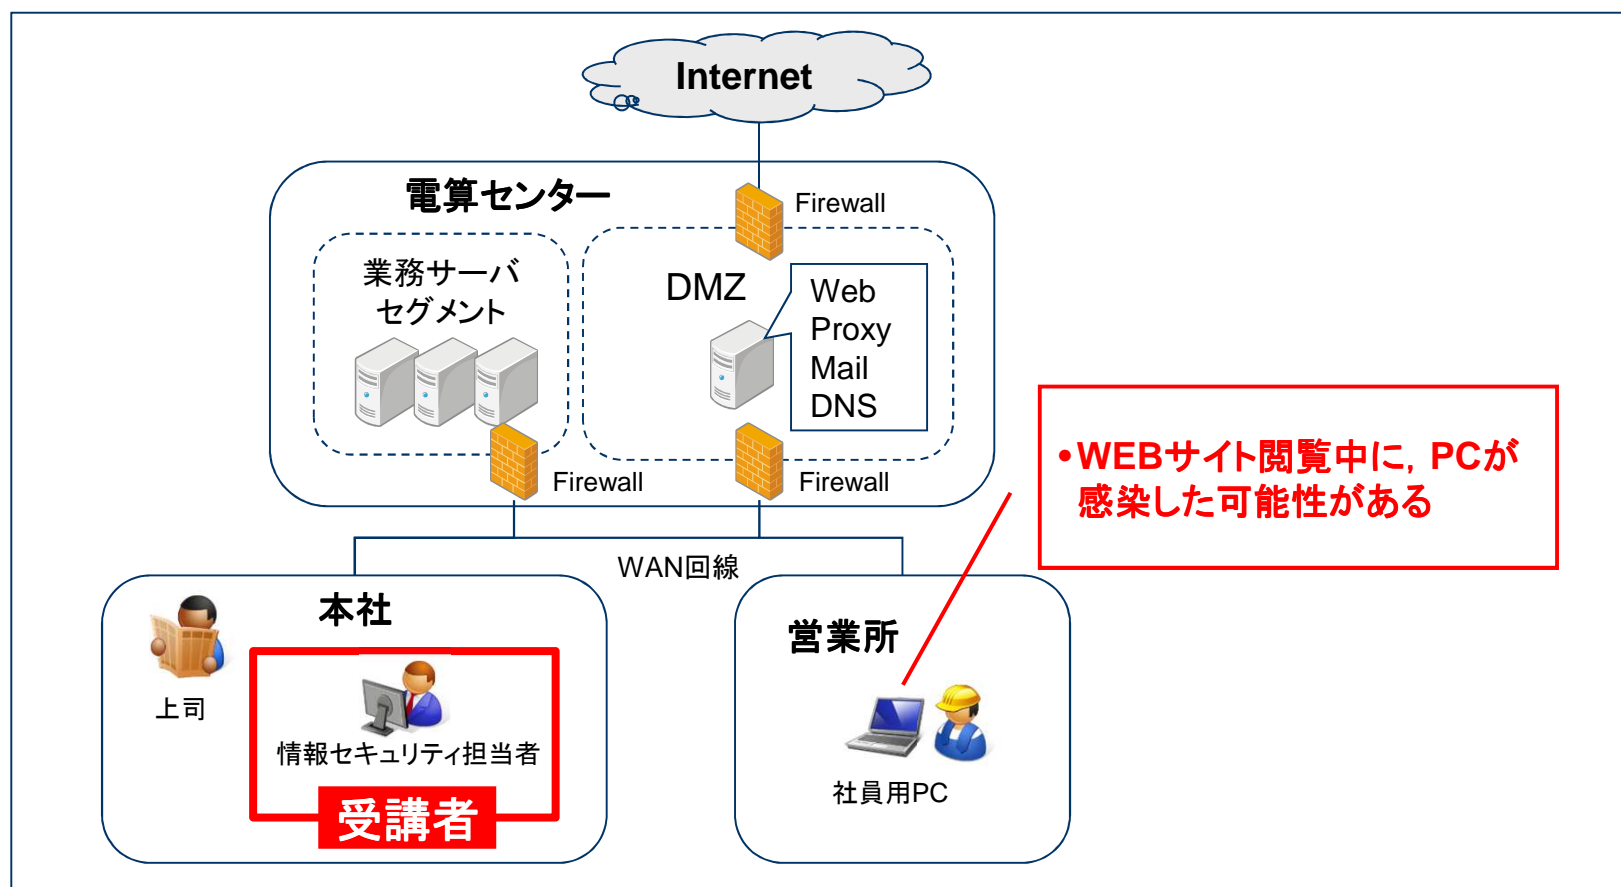 Internet
電算センター
Firewall
業務サーバ
セグメント
DMZ
Web
Proxy
Mail
DNS
Firewall
Firewall
•WEBサイト閲覧中に，PCが
感染した可能性がある
WAN回線
本社
上司
情報セキュリティ担当者
受講者
営業所
社員用PC